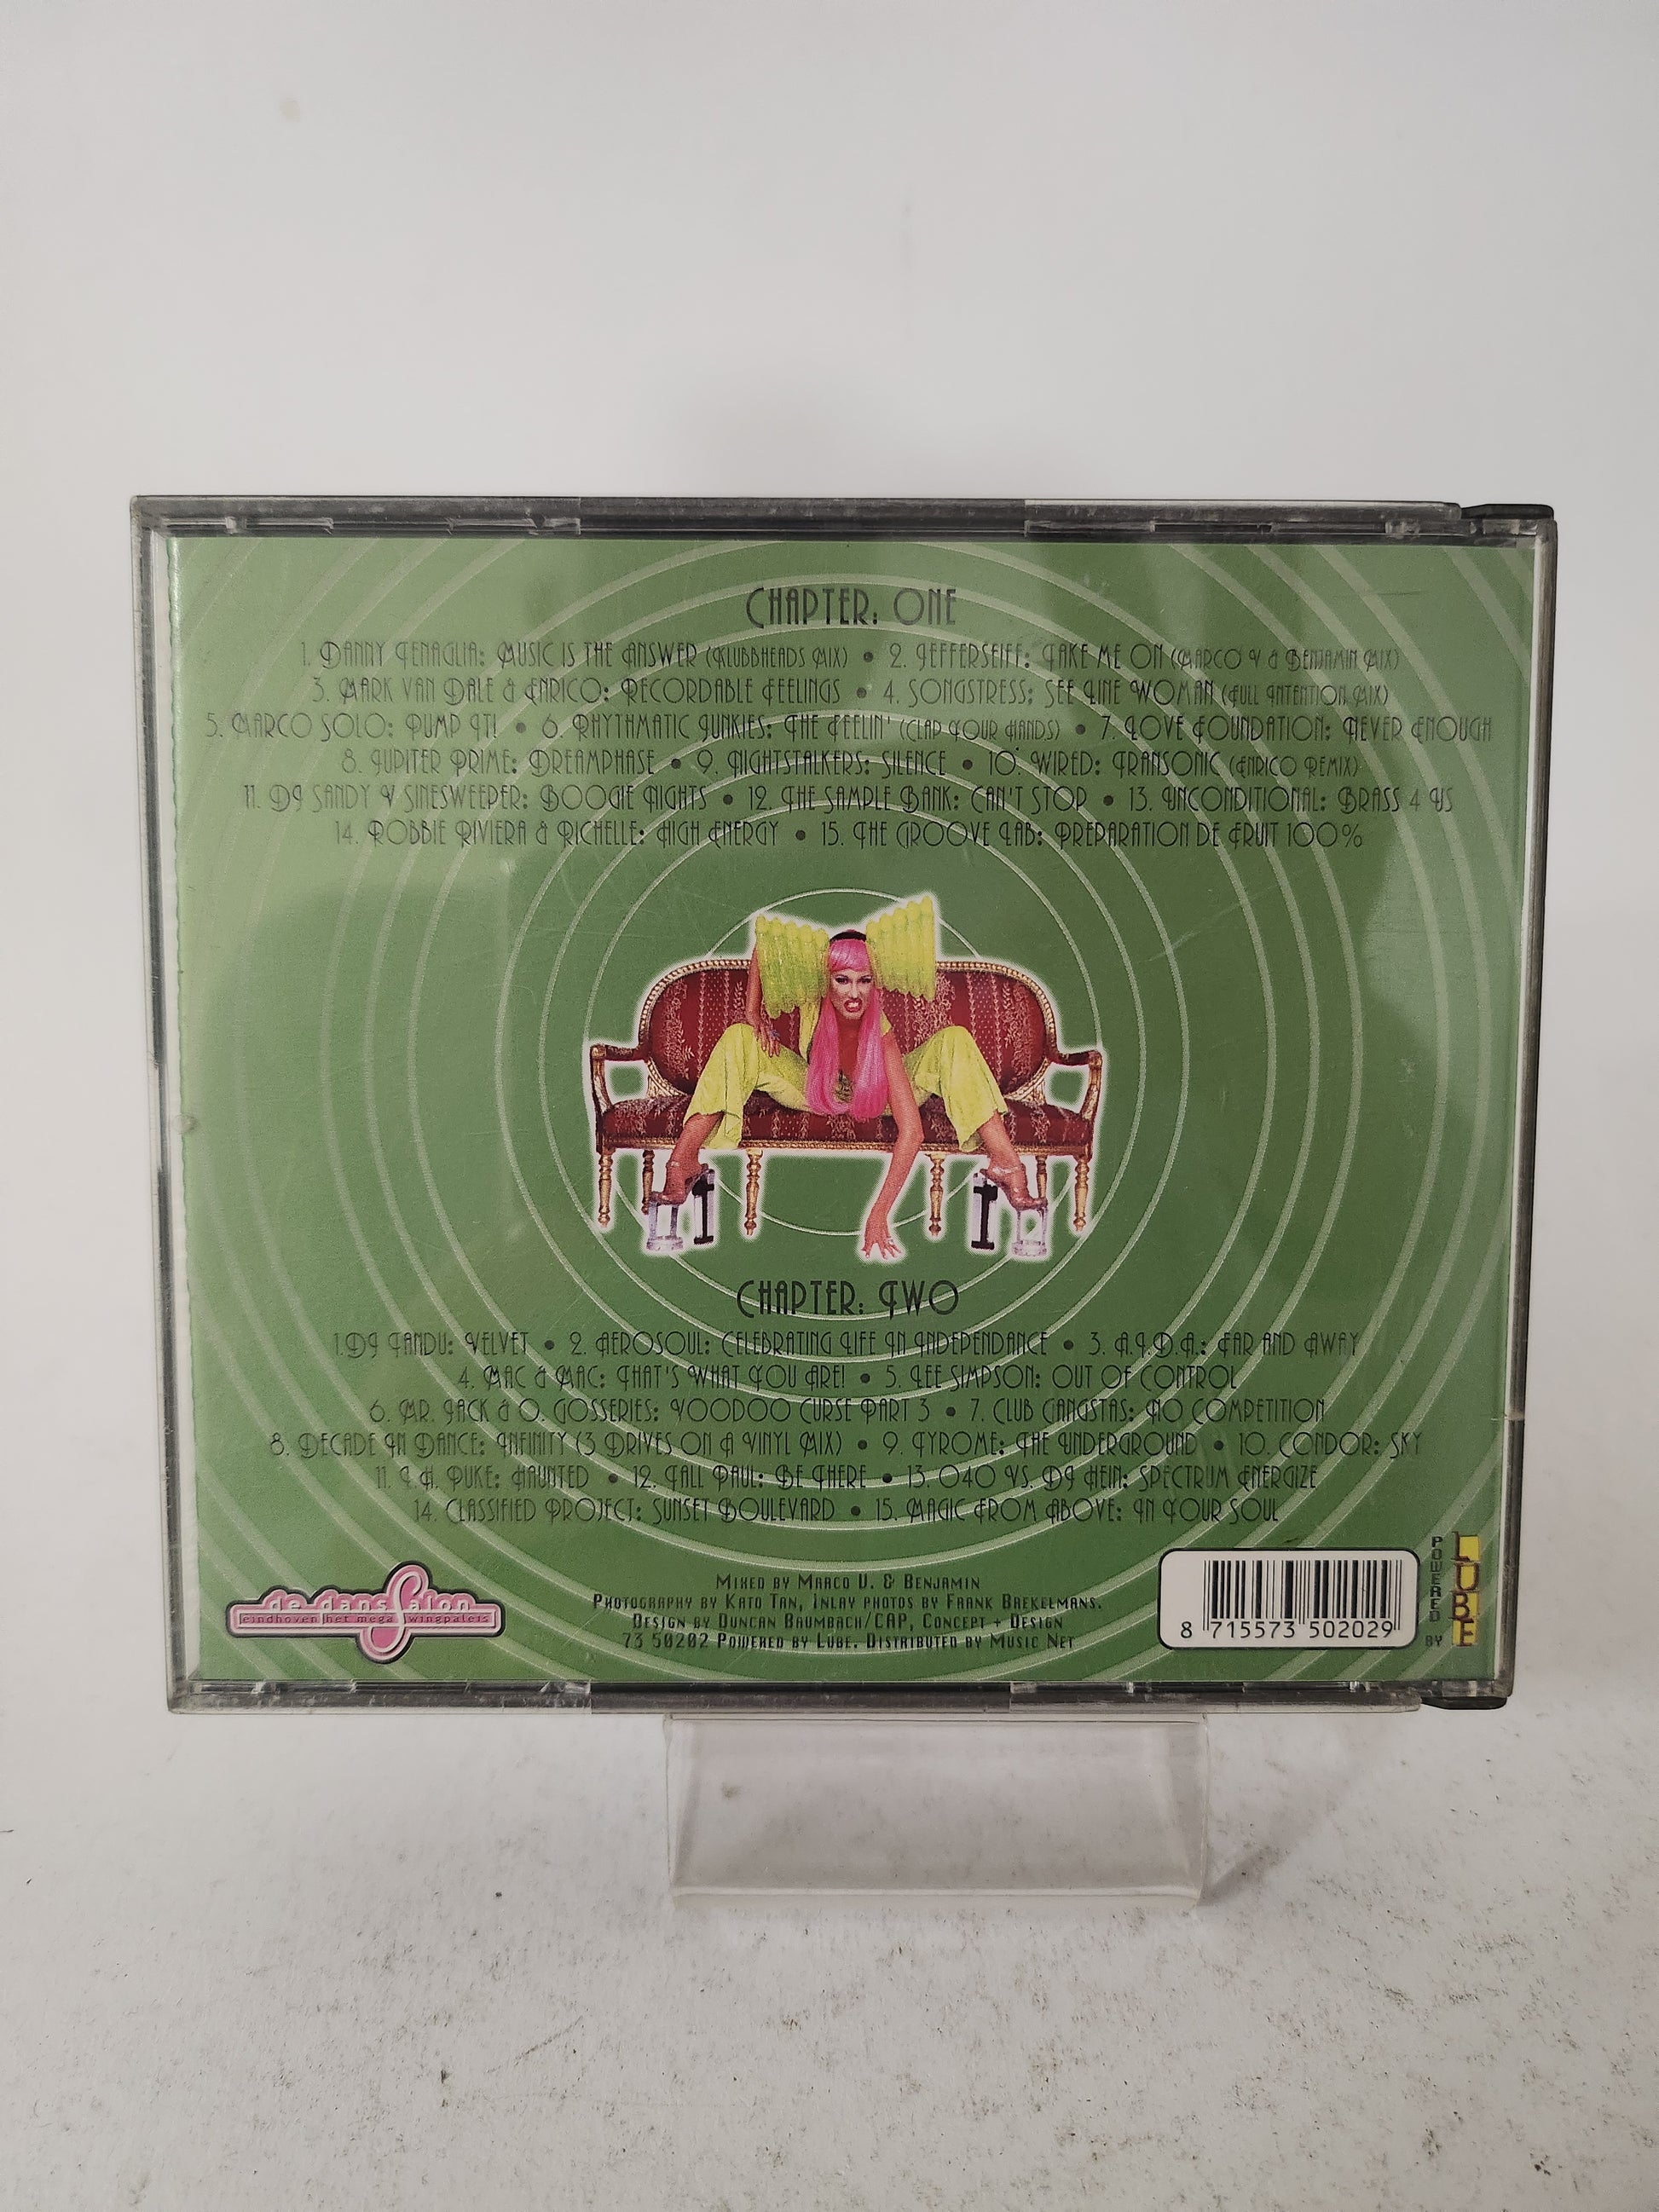 CHAPTER: ONE
1. DANNY TENAGLIA: MUSIC IS THE ANSWER (KLUBBHEADS MIX) • 2. JEFFERSEIFF: TAKE ME ON (MARCO V & BENJAMIN MIX)
3. MARK VAN DALE & ENRICO: RECORDABLE FEELINGS • 4. SONGSTRESS; SEE LINE WOMAN (FULL INTENTION MIX)
5. MARCO SOLO: PUMP IT! • 6. RHYTHMATIC JUNKIES: THE FEELIN' (CLAP YOUR HANDS) • 7. LOVE FOUNDATION: NEVER ENOUGH
8. JUPITER PRIME: DREAMPHASE • 9. NIGHTSTALKERS: SILENCE • 10. WIRED: TRANSONIC (ENRICO REMIX)
11. DJ SANDY V SINESWEEPER: BOOGIE NIGHTS • 12. THE SAMPLE BANK: CAN'T STOP • 13. UNCONDITIONAL: BRASS 4 US
14. ROBBIE RIVIERA & RICHELLE: HIGH ENERGY • 15. THE GROOVE LAB: PREPARATION DE FRUIT 100%
CHAPTER: TWO
1. DJ TANDU: VELVET • 2. AEROSOUL: CELEBRATING LIFE IN INDEPENDANCE • 3. A.I.D.A.: FAR AND AWAY
4. MAC & MAC: THAT'S WHAT YOU ARE! • 5. LEE SIMPSON: OUT OF CONTROL
6. MR. JACK & O. GOSSERIES: VOODOO CURSE PART 3 • 7. CLUB GANGSTAS: NO COMPETITION
8. DECADE IN DANCE: INFINITY (3 DRIVES ON A VINYL MIX) • 9. TYROME: THE UNDERGROUND • 10. CONDOR: SKY
11. T.H. PUKE: HAUNTED • 12. TALL PAUL: BE THERE • 13. 040 VS. DJ HEIN: SPECTRUM ENERGIZE
14. CLASSIFIED PROJECT: SUNSET BOULEVARD • 15. MAGIC FROM ABOVE: IN YOUR SOUL
de dansSalon
eindhoven het mega swingpaleis
MIXED BY MARCO V. & BENJAMIN
PHOTOGRAPHY BY KATO TAN, INLAY PHOTOS BY FRANK BREKELMANS.
DESIGN BY DUNCAN BAUMBACH/CAP, CONCEPT + DESIGN
73 50202 POWERED BY LUBE. DISTRIBUTED BY MUSIC NET
8 715573 502029
POWERED BY
LUBE